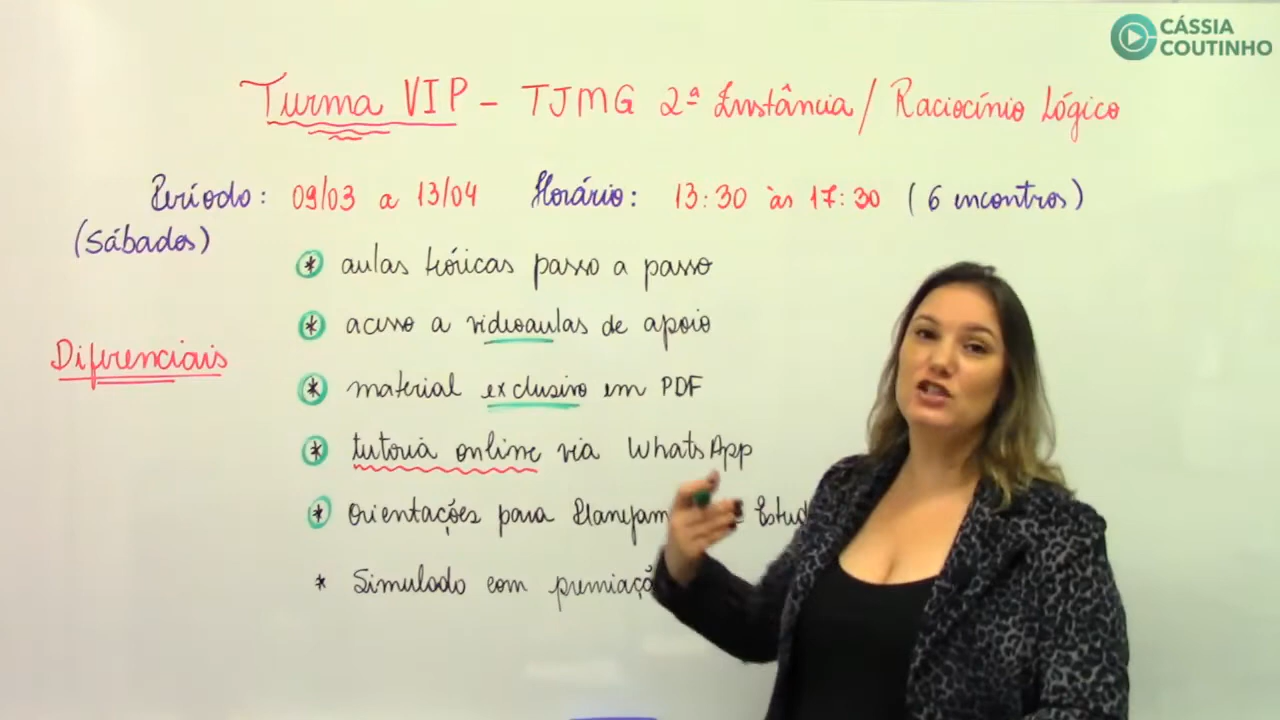 CÁSSIA
COUTINHO
Turma VIP - TJMG 2ª Instância / Raciocínio Lógico
Período: 09/03 a 13/04 Horário: 13:30 às 17:30 (6 encontros)
(Sábados)
* aulas teóricas passo a passo
* acesso a videoaulas de apoio
Diferenciais
* material exclusivo em PDF
* tutoria online via WhatsApp
* Orientações para
* Simulado com